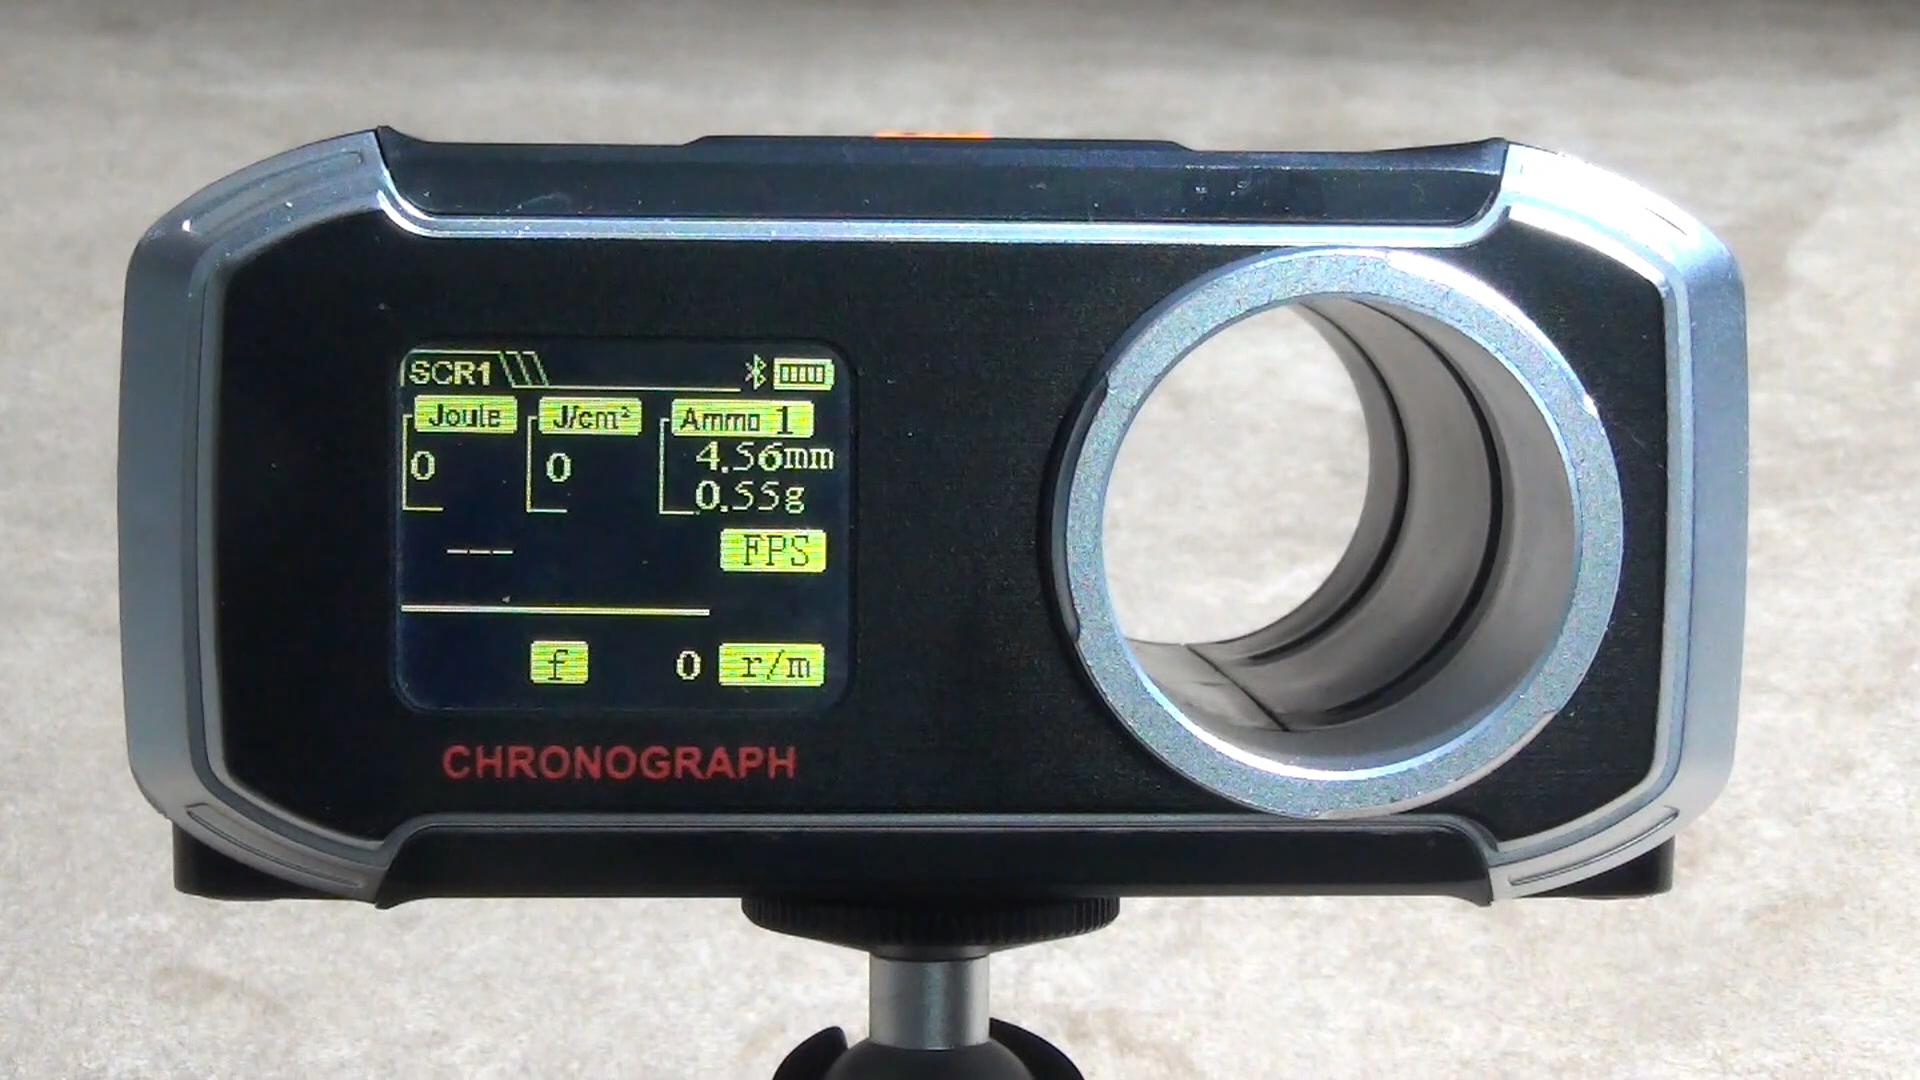 SCR1
Joule J/cm² Ammo 1
0 0 4.56mm
0.55g
--- FPS
f 0 r/m
CHRONOGRAPH